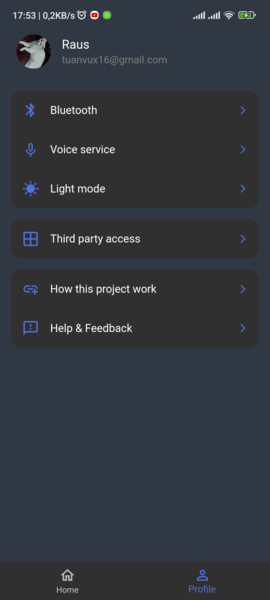 17:53 | 0,2KB/s
Raus
tuanvux16@gmail.com
Bluetooth
Voice service
Light mode
Third party access
How this project work
Help & Feedback
Home
Profile